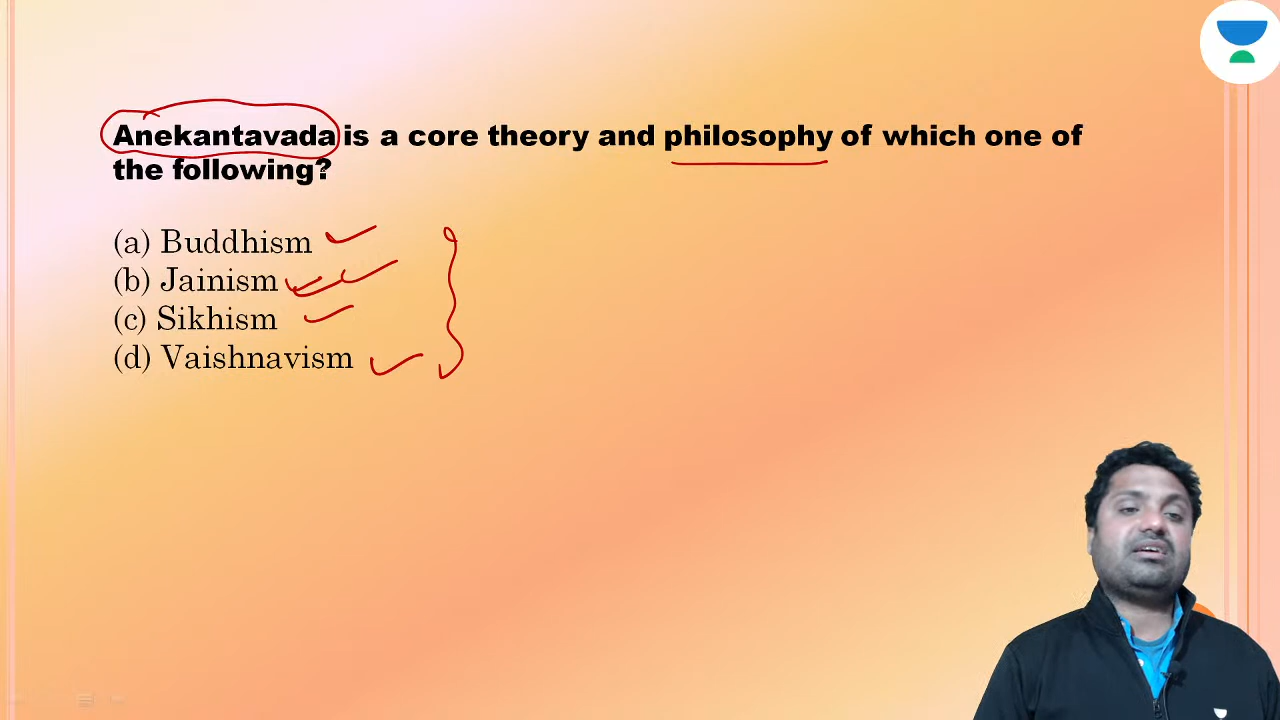 Anekantavada is a core theory and philosophy of which one of
the following?
(a) Buddhism
(b) Jainism
(c) Sikhism
(d) Vaishnavism